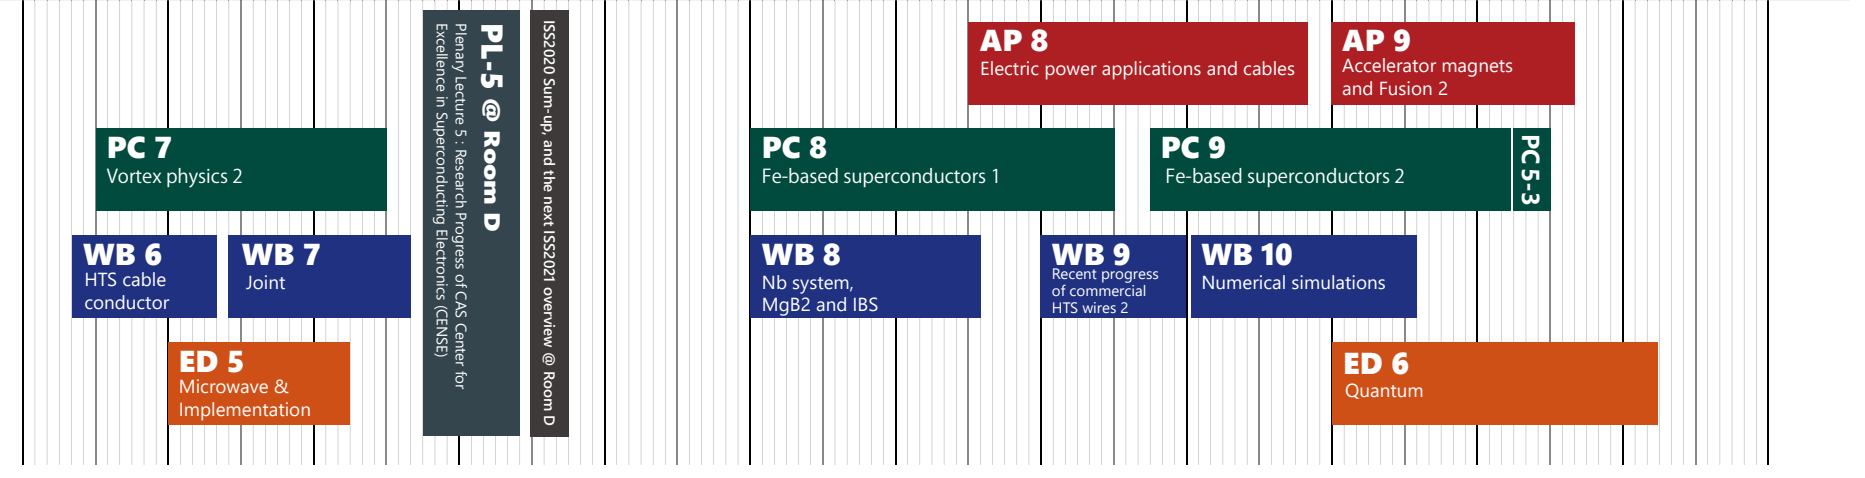 PC 7
Vortex physics 2
WB 6
HTS cable
conductor
WB 7
Joint
ED 5
Microwave &
Implementation
PL-5 @ Room D
Plenary Lecture 5 : Research Progress of CAS Center for
Excellence in Superconducting Electronics (CENSE)
ISS2020 Sum-up, and the next ISS2021 overview @ Room D
AP 8
Electric power applications and cables
AP 9
Accelerator magnets
and Fusion 2
PC 8
Fe-based superconductors 1
PC 9
Fe-based superconductors 2
PC5-3
WB 8
Nb system,
MgB2 and IBS
WB 9
Recent progress
of commercial
HTS wires 2
WB 10
Numerical simulations
ED 6
Quantum